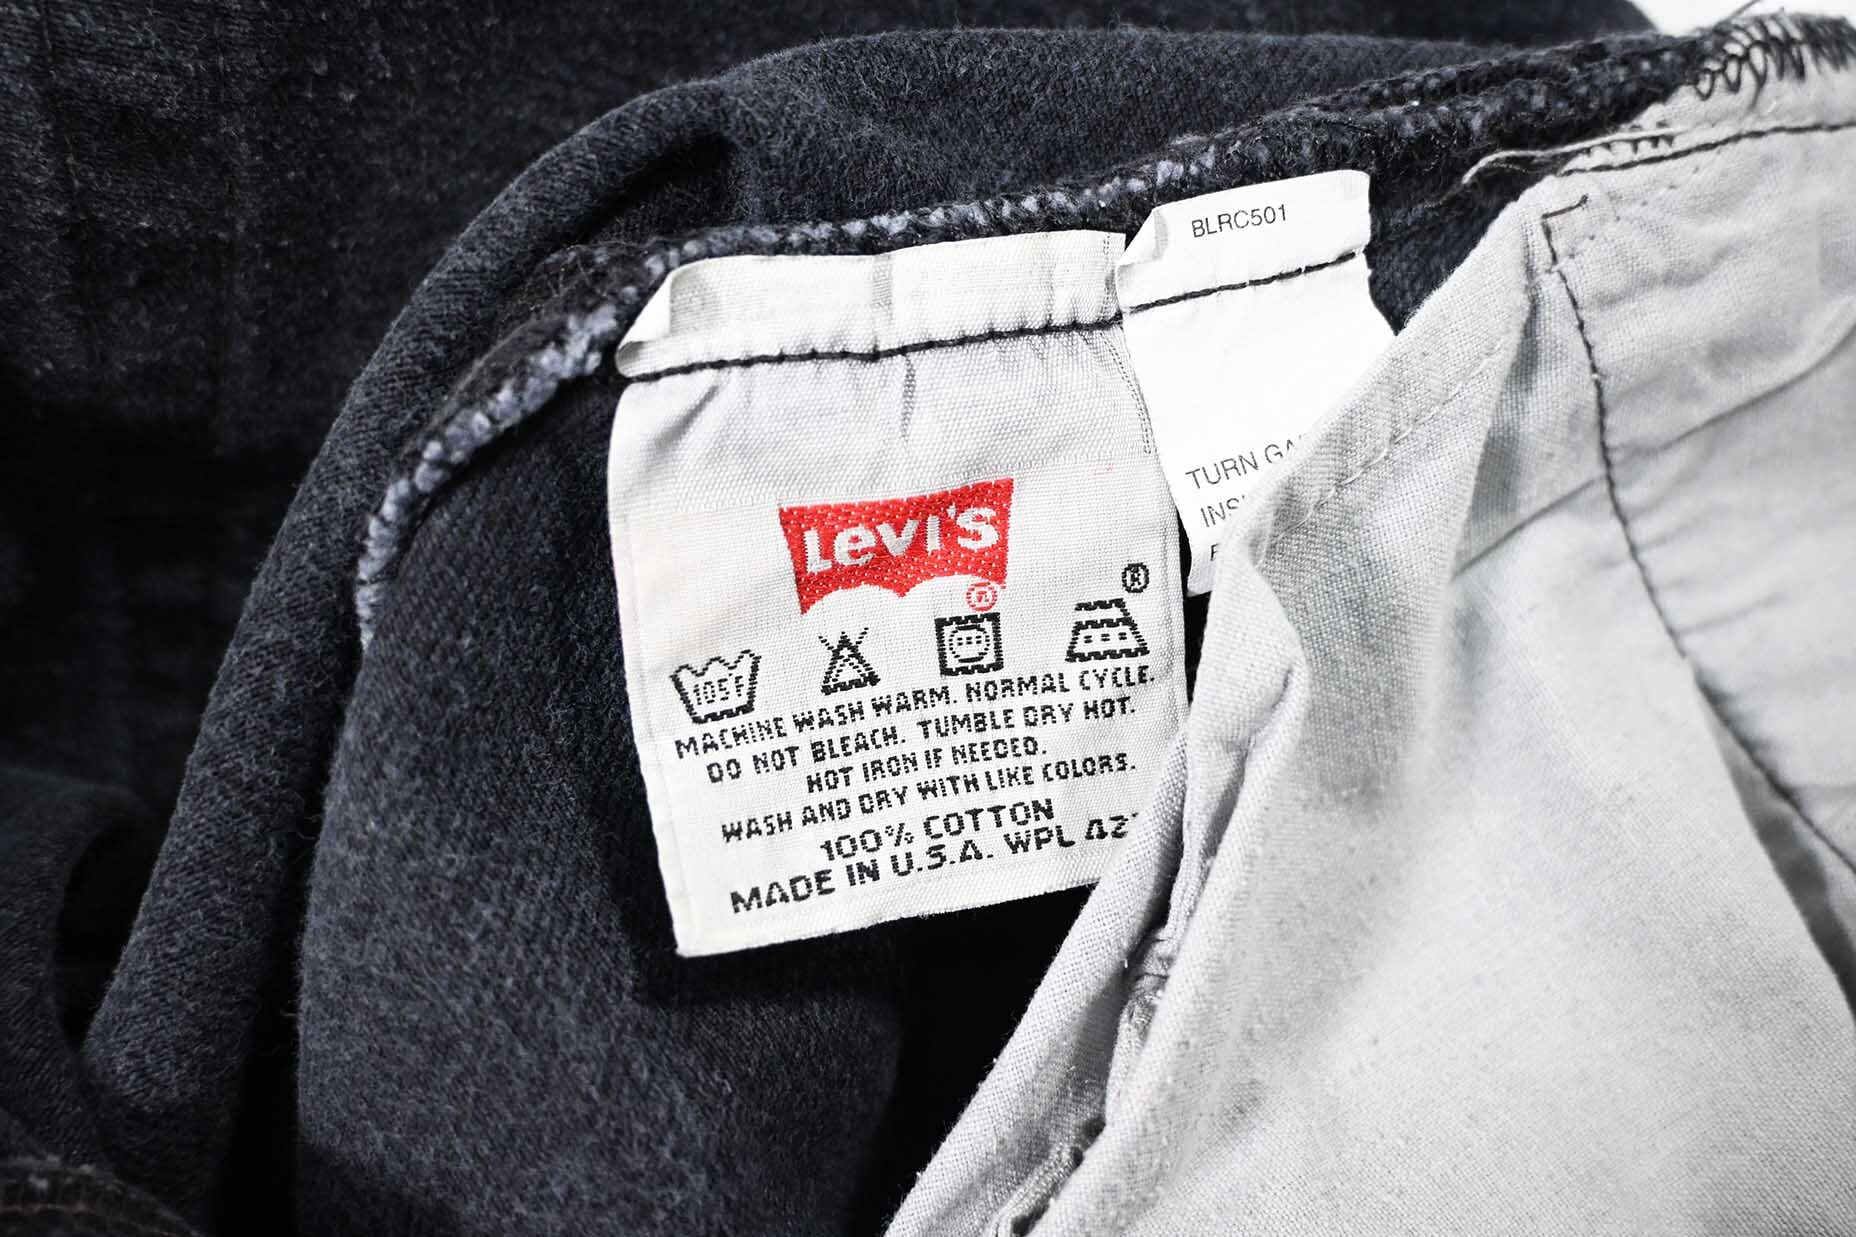 BLRC501
TURN
Levi's
®
®
105°F
MACHINE WASH WARM. NORMAL CYCLE.
DO NOT BLEACH. TUMBLE DRY HOT.
HOT IRON IF NEEDED.
WASH AND DRY WITH LIKE COLORS.
100% COTTON
MADE IN U.S.A. WPL